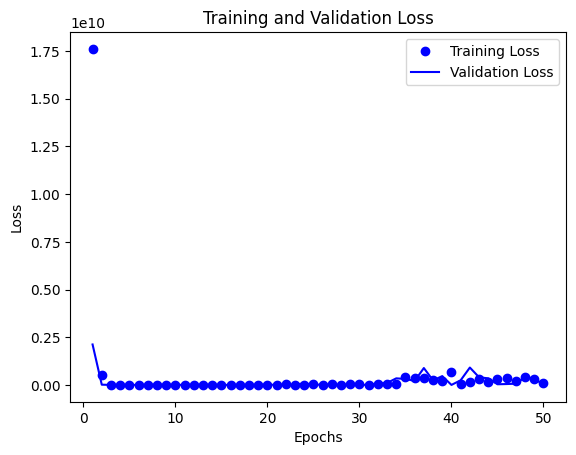 Training and Validation Loss
1e10
1.75
1.50
1.25
1.00
0.75
0.50
0.25
0.00
Loss
Training Loss
Validation Loss
0
10
20
30
40
50
Epochs